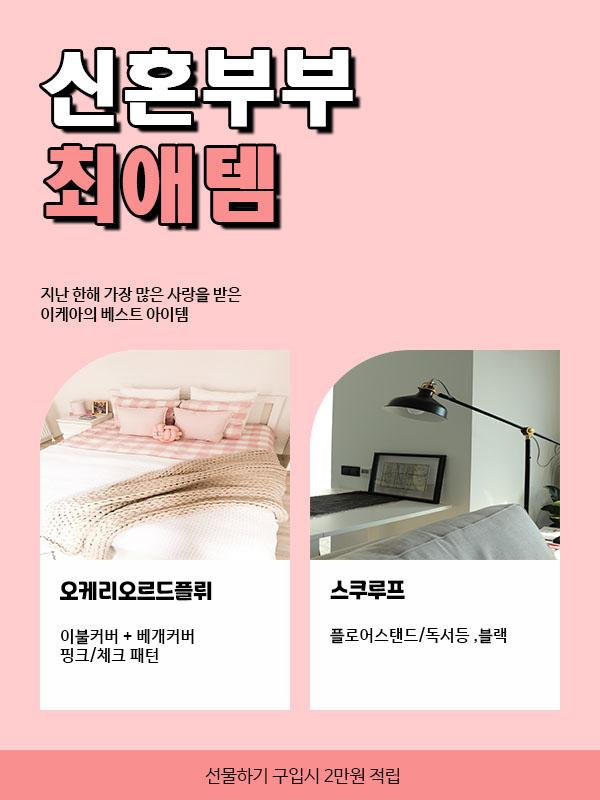 신혼부부
최애템
지난 한해 가장 많은 사랑을 받은
이케아의 베스트 아이템
오케리오르드플뤼
이불커버 + 베개커버
핑크/체크 패턴
스쿠루프
플로어스탠드/독서등 ,블랙
선물하기 구입시 2만원 적립